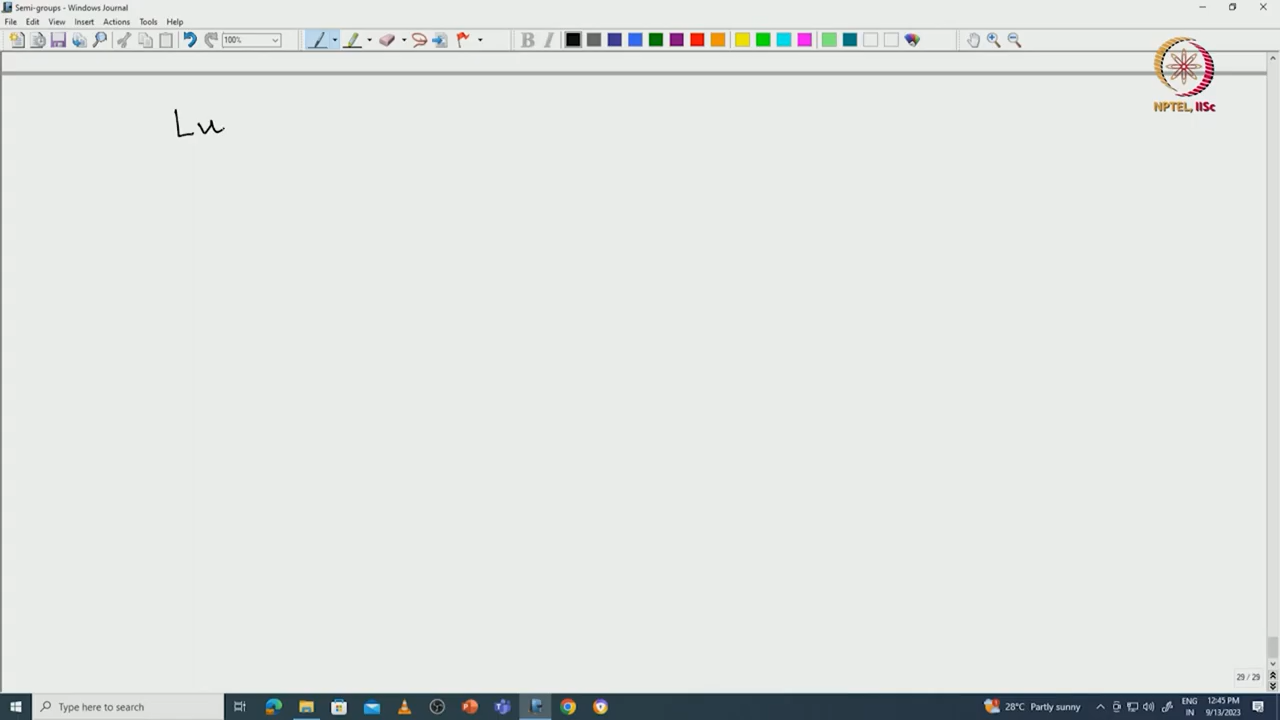 Semi-groups - Windows Journal
File Edit View Insert Actions Tools Help
100% B I
NPTEL, IISc
Lu
29 / 29
Type here to search
28°C Partly sunny
ENG
IN
12:45 PM
9/13/2023